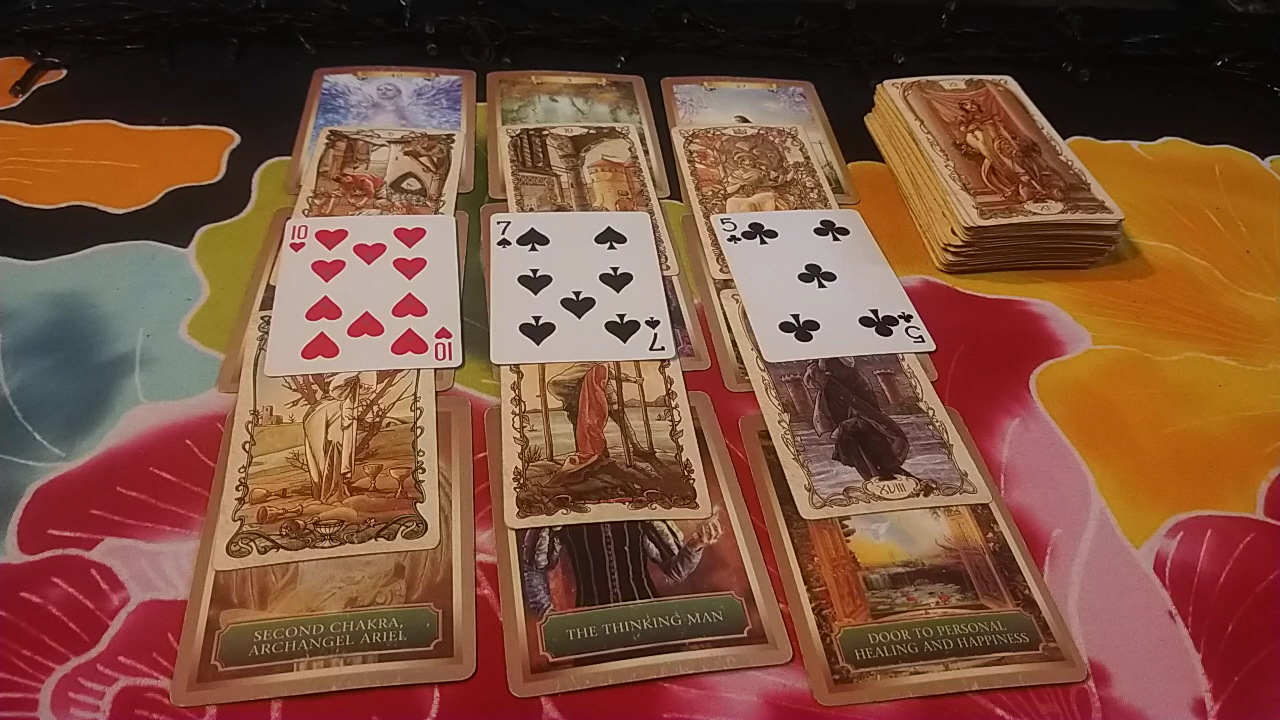 10
10
7
7
5
5
XVIII
SECOND CHAKRA,
ARCHANGEL ARIEL
THE THINKING MAN
DOOR TO PERSONAL
HEALING AND HAPPINESS